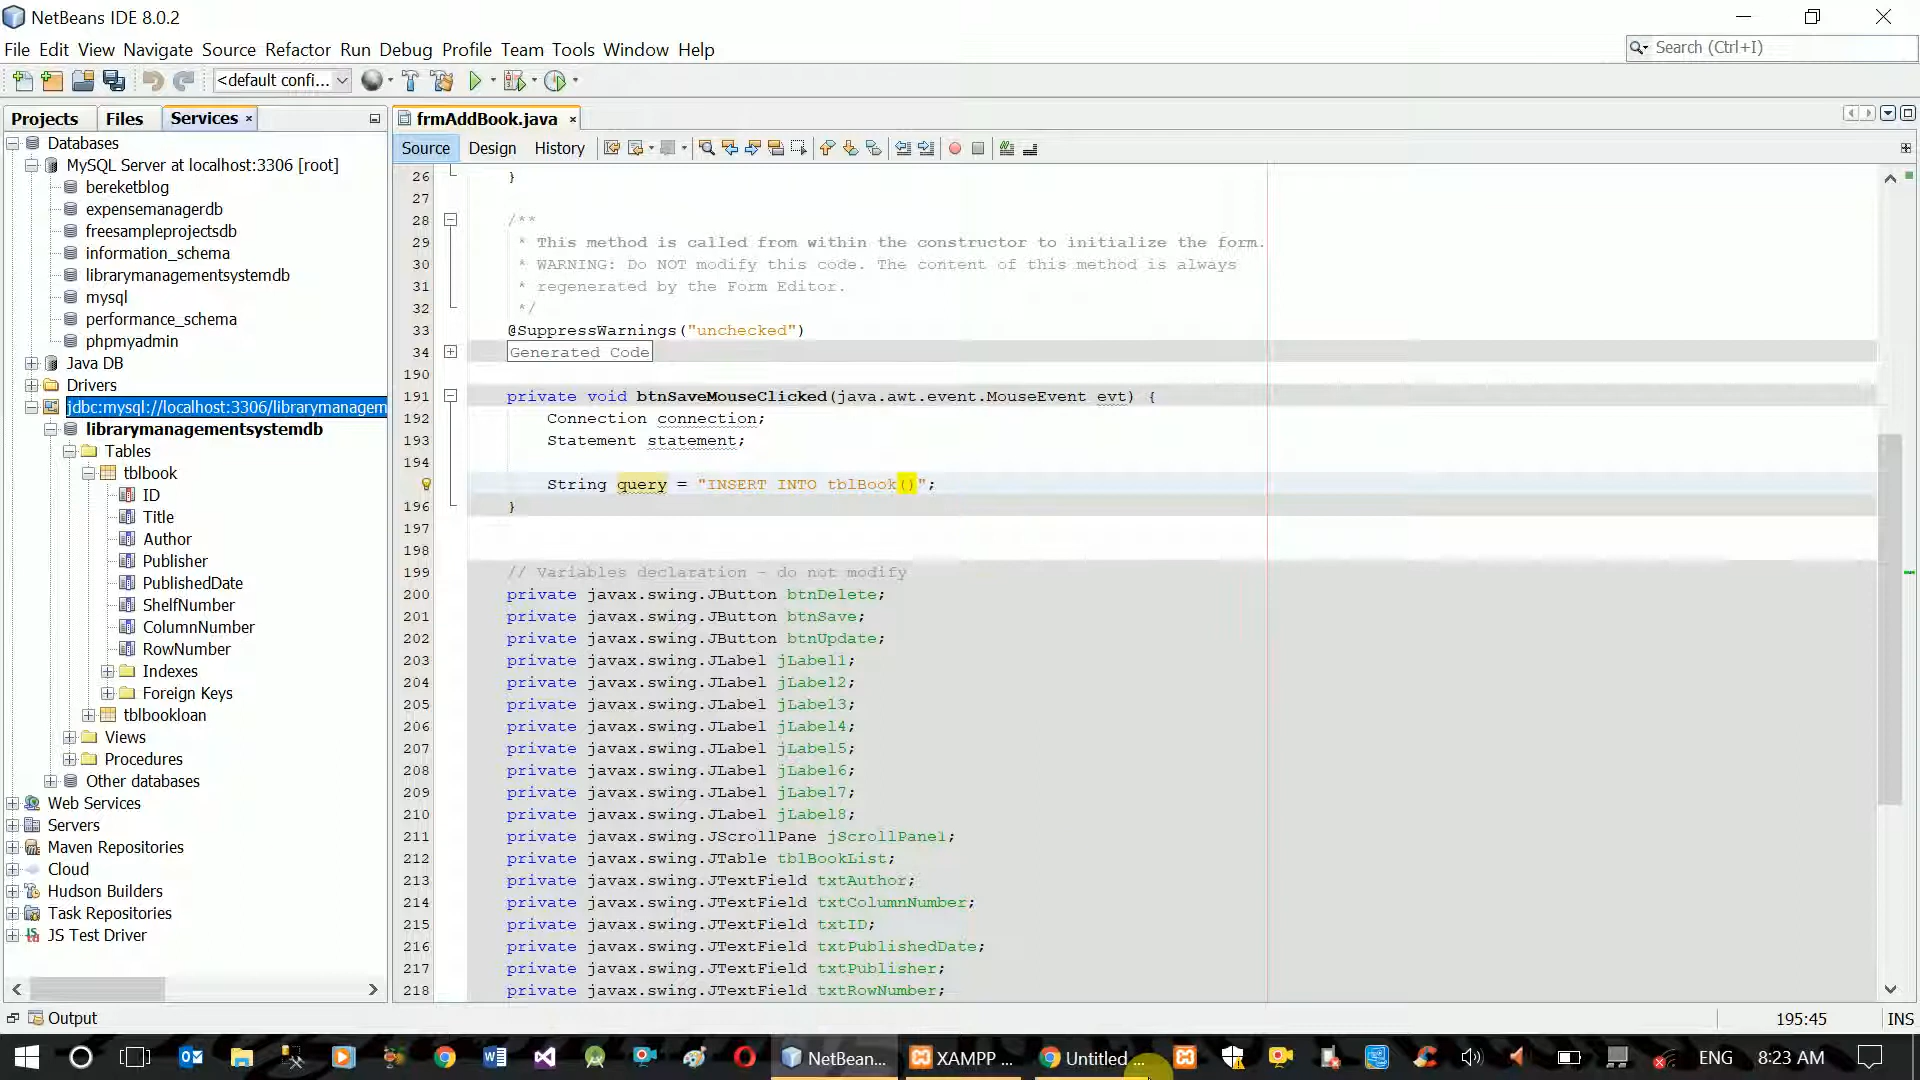 NetBeans IDE 8.0.2
File Edit View Navigate Source Refactor Run Debug Profile Team Tools Window Help
Search (Ctrl+I)
<default confi...
Projects Files Services
frmAddBook.java
Source Design History
Databases
MySQL Server at localhost:3306 [root]
bereketblog
expensemanagerdb
freesampleprojectsdb
information_schema
librarymanagementsystemdb
mysql
performance_schema
phpmyadmin
Java DB
Drivers
jdbc:mysql://localhost:3306/librarymanagem
librarymanagementsystemdb
Tables
tblbook
ID
Title
Author
Publisher
PublishedDate
ShelfNumber
ColumnNumber
RowNumber
Indexes
Foreign Keys
tblbookloan
Views
Procedures
Other databases
Web Services
Servers
Maven Repositories
Cloud
Hudson Builders
Task Repositories
JS Test Driver
26 }
27
28 /**
29 * This method is called from within the constructor to initialize the form.
30 * WARNING: Do NOT modify this code. The content of this method is always
31 * regenerated by the Form Editor.
32 */
33 @SuppressWarnings("unchecked")
34 Generated Code
190
191 private void btnSaveMouseClicked(java.awt.event.MouseEvent evt) {
192 Connection connection;
193 Statement statement;
194
String query = "INSERT INTO tblBook()";
196 }
197
198
199 // Variables declaration - do not modify
200 private javax.swing.JButton btnDelete;
201 private javax.swing.JButton btnSave;
202 private javax.swing.JButton btnUpdate;
203 private javax.swing.JLabel jLabel1;
204 private javax.swing.JLabel jLabel2;
205 private javax.swing.JLabel jLabel3;
206 private javax.swing.JLabel jLabel4;
207 private javax.swing.JLabel jLabel5;
208 private javax.swing.JLabel jLabel6;
209 private javax.swing.JLabel jLabel7;
210 private javax.swing.JLabel jLabel8;
211 private javax.swing.JScrollPane jScrollPane1;
212 private javax.swing.JTable tblBookList;
213 private javax.swing.JTextField txtAuthor;
214 private javax.swing.JTextField txtColumnNumber;
215 private javax.swing.JTextField txtID;
216 private javax.swing.JTextField txtPublishedDate;
217 private javax.swing.JTextField txtPublisher;
218 private javax.swing.JTextField txtRowNumber;
Output
195:45 INS
NetBean... XAMPP ... Untitled ... ENG 8:23 AM